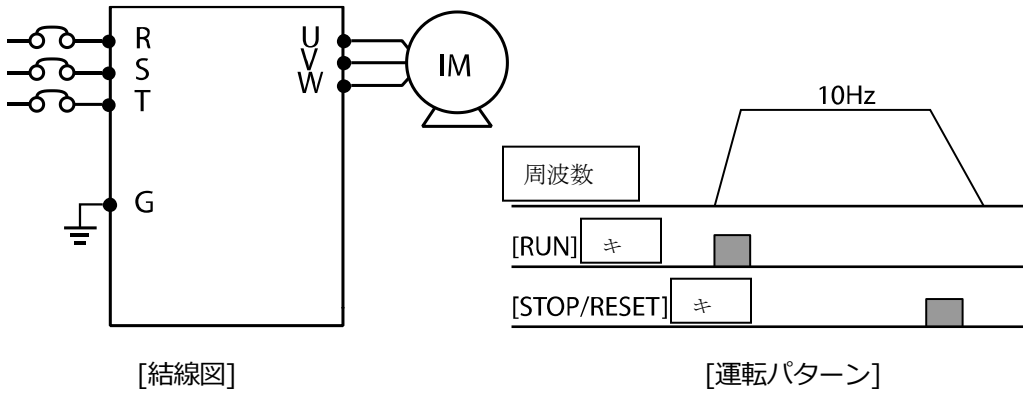 R
S
T
G
U
V
W
IM
[結線図]
10Hz
周波数
[RUN] キ
[STOP/RESET] キ
[運転パターン]